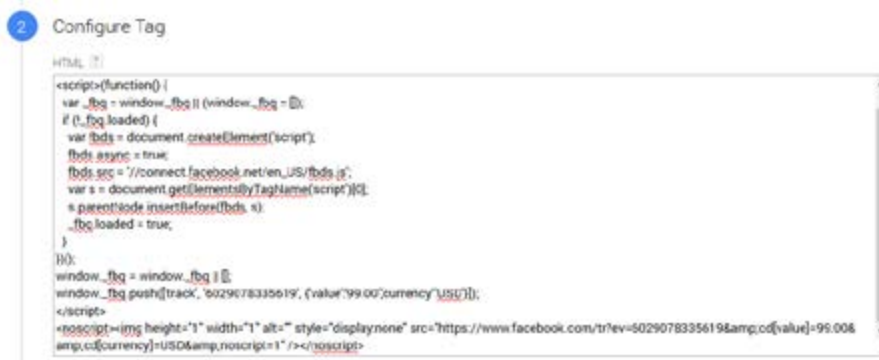 2 Configure Tag
HTML ?
<script>(function() {
var _fbq = window._fbq || (window._fbq = []);
if (!_fbq.loaded) {
var fbds = document.createElement('script');
fbds.async = true;
fbds.src = '//connect.facebook.net/en_US/fbds.js';
var s = document.getElementsByTagName('script')[0];
s.parentNode.insertBefore(fbds, s);
_fbq.loaded = true;
}
})();
window._fbq = window._fbq || [];
window._fbq.push(['track', '6029078335619', {'value':'99.00','currency':'USD'}]);
</script>
<noscript><img height="1" width="1" alt="" style="display:none" src="https://www.facebook.com/tr?ev=6029078335619&amp;cd[value]=99.00&
amp;cd[currency]=USD&amp;noscript=1" /></noscript>